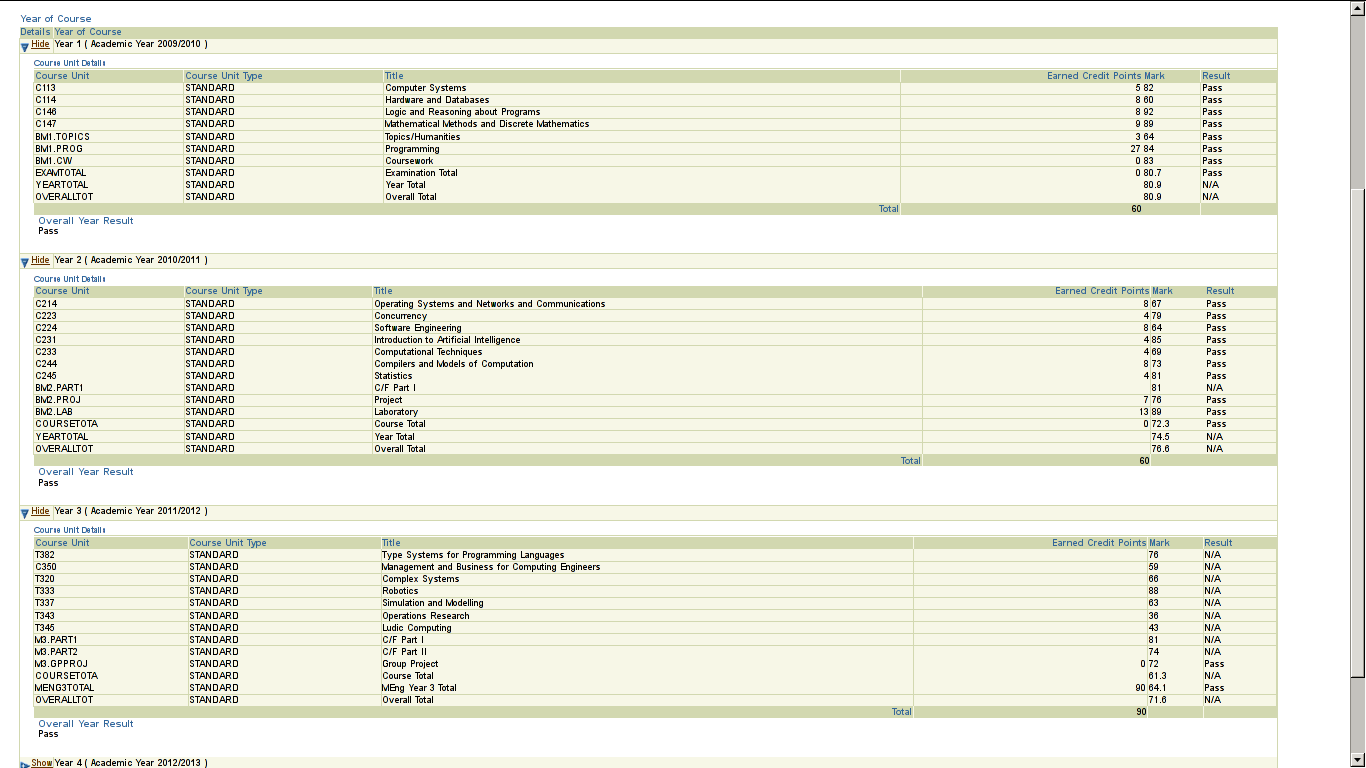 Year of Course
Details Year of Course
Hide Year 1 ( Academic Year 2009/2010 )
Course Unit Details
Course Unit Course Unit Type Title Earned Credit Points Mark Result
C113 STANDARD Computer Systems 5 82 Pass
C114 STANDARD Hardware and Databases 8 60 Pass
C146 STANDARD Logic and Reasoning about Programs 8 92 Pass
C147 STANDARD Mathematical Methods and Discrete Mathematics 9 89 Pass
BM1.TOPICS STANDARD Topics/Humanities 3 64 Pass
BM1.PROG STANDARD Programming 27 84 Pass
BM1.CW STANDARD Coursework 0 83 Pass
EXAMTOTAL STANDARD Examination Total 0 80.7 Pass
YEARTOTAL STANDARD Year Total 80.9 N/A
OVERALLTOT STANDARD Overall Total 80.9 N/A
Total 60
Overall Year Result
Pass
Hide Year 2 ( Academic Year 2010/2011 )
Course Unit Details
Course Unit Course Unit Type Title Earned Credit Points Mark Result
C214 STANDARD Operating Systems and Networks and Communications 8 67 Pass
C223 STANDARD Concurrency 4 79 Pass
C224 STANDARD Software Engineering 8 64 Pass
C231 STANDARD Introduction to Artificial Intelligence 4 85 Pass
C233 STANDARD Computational Techniques 4 69 Pass
C244 STANDARD Compilers and Models of Computation 8 73 Pass
C245 STANDARD Statistics 4 81 Pass
BM2.PART1 STANDARD C/F Part I 81 N/A
BM2.PROJ STANDARD Project 7 76 Pass
BM2.LAB STANDARD Laboratory 13 89 Pass
COURSETOTA STANDARD Course Total 0 72.3 Pass
YEARTOTAL STANDARD Year Total 74.5 N/A
OVERALLTOT STANDARD Overall Total 76.6 N/A
Total 60
Overall Year Result
Pass
Hide Year 3 ( Academic Year 2011/2012 )
Course Unit Details
Course Unit Course Unit Type Title Earned Credit Points Mark Result
T382 STANDARD Type Systems for Programming Languages 76 N/A
C350 STANDARD Management and Business for Computing Engineers 59 N/A
T320 STANDARD Complex Systems 66 N/A
T333 STANDARD Robotics 88 N/A
T337 STANDARD Simulation and Modelling 63 N/A
T343 STANDARD Operations Research 36 N/A
T345 STANDARD Ludic Computing 43 N/A
M3.PART1 STANDARD C/F Part I 81 N/A
M3.PART2 STANDARD C/F Part II 74 N/A
M3.GPPROJ STANDARD Group Project 0 72 Pass
COURSETOTA STANDARD Course Total 61.3 N/A
MENG3TOTAL STANDARD MEng Year 3 Total 90 64.1 Pass
OVERALLTOT STANDARD Overall Total 71.6 N/A
Total 90
Overall Year Result
Pass
Show Year 4 ( Academic Year 2012/2013 )